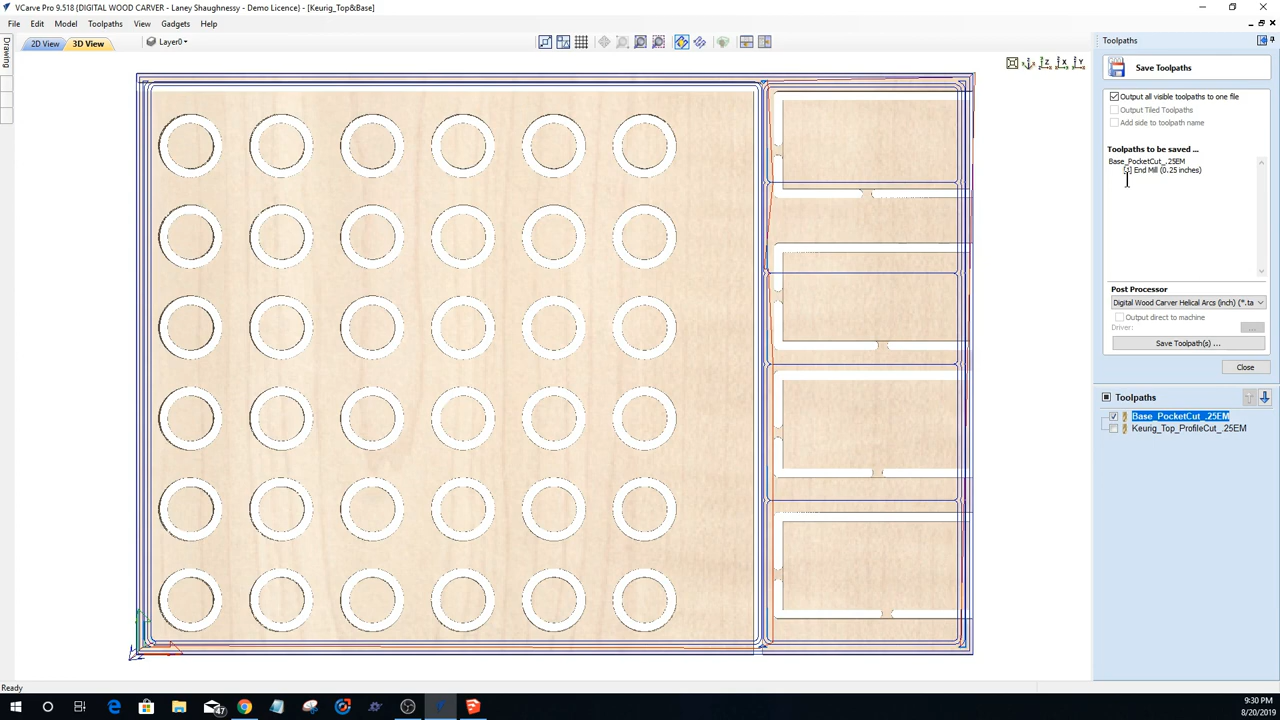 VCarve Pro 9.518 {DIGITAL WOOD CARVER - Laney Shaughnessy - Demo Licence} - [Keurig_Top&Base]
File Edit Model Toolpaths View Gadgets Help
2D View 3D View Layer0
Drawing
Toolpaths
Save Toolpaths
Output all visible toolpaths to one file
Output Tiled Toolpaths
Add side to toolpath name
Toolpaths to be saved ...
Base_PocketCut_.25EM
End Mill (0.25 inches)
Post Processor
Digital Wood Carver Helical Arcs (inch) (*.ta
Output direct to machine
Driver: ...
Save Toolpath(s) ...
Close
Toolpaths
Base_PocketCut_.25EM
Keurig_Top_ProfileCut_.25EM
Z X Y
Ready
47
9:30 PM
8/20/2019